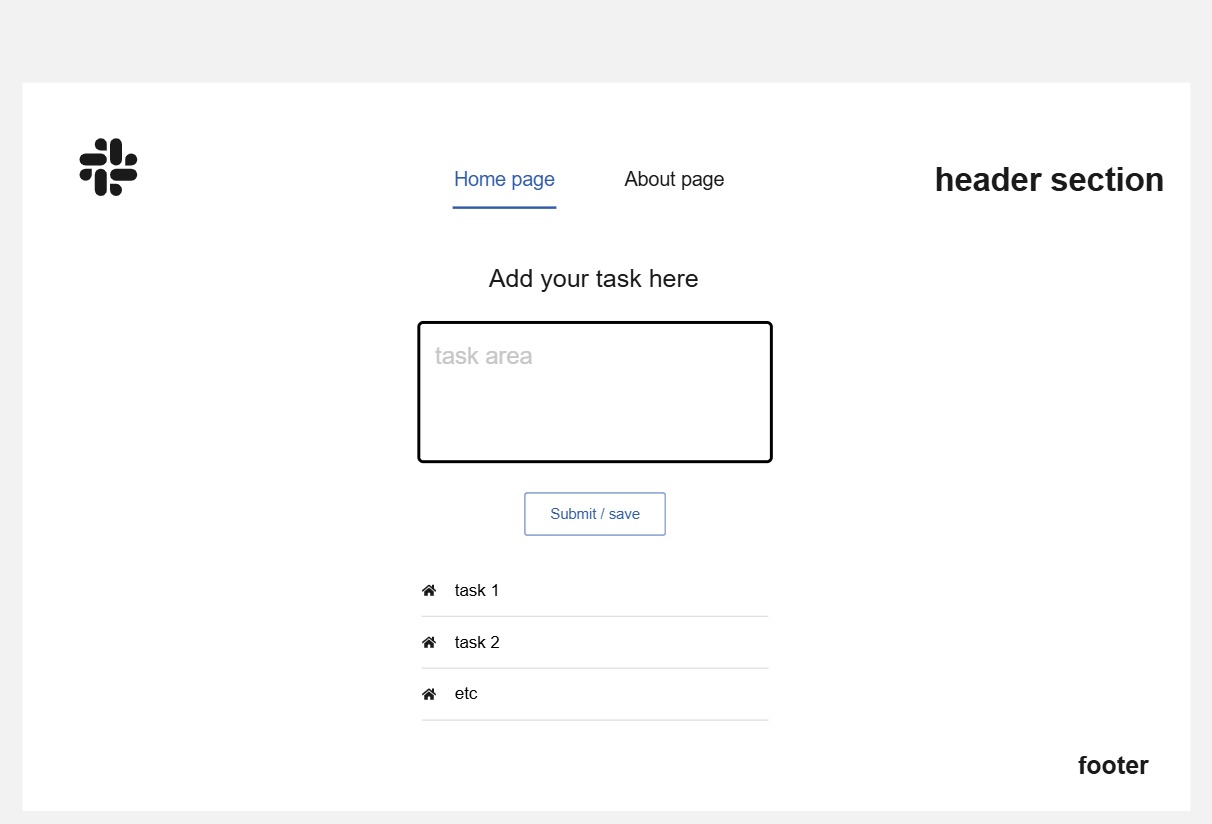 Home page
About page
header section
Add your task here
task area
Submit / save
task 1
task 2
etc
footer